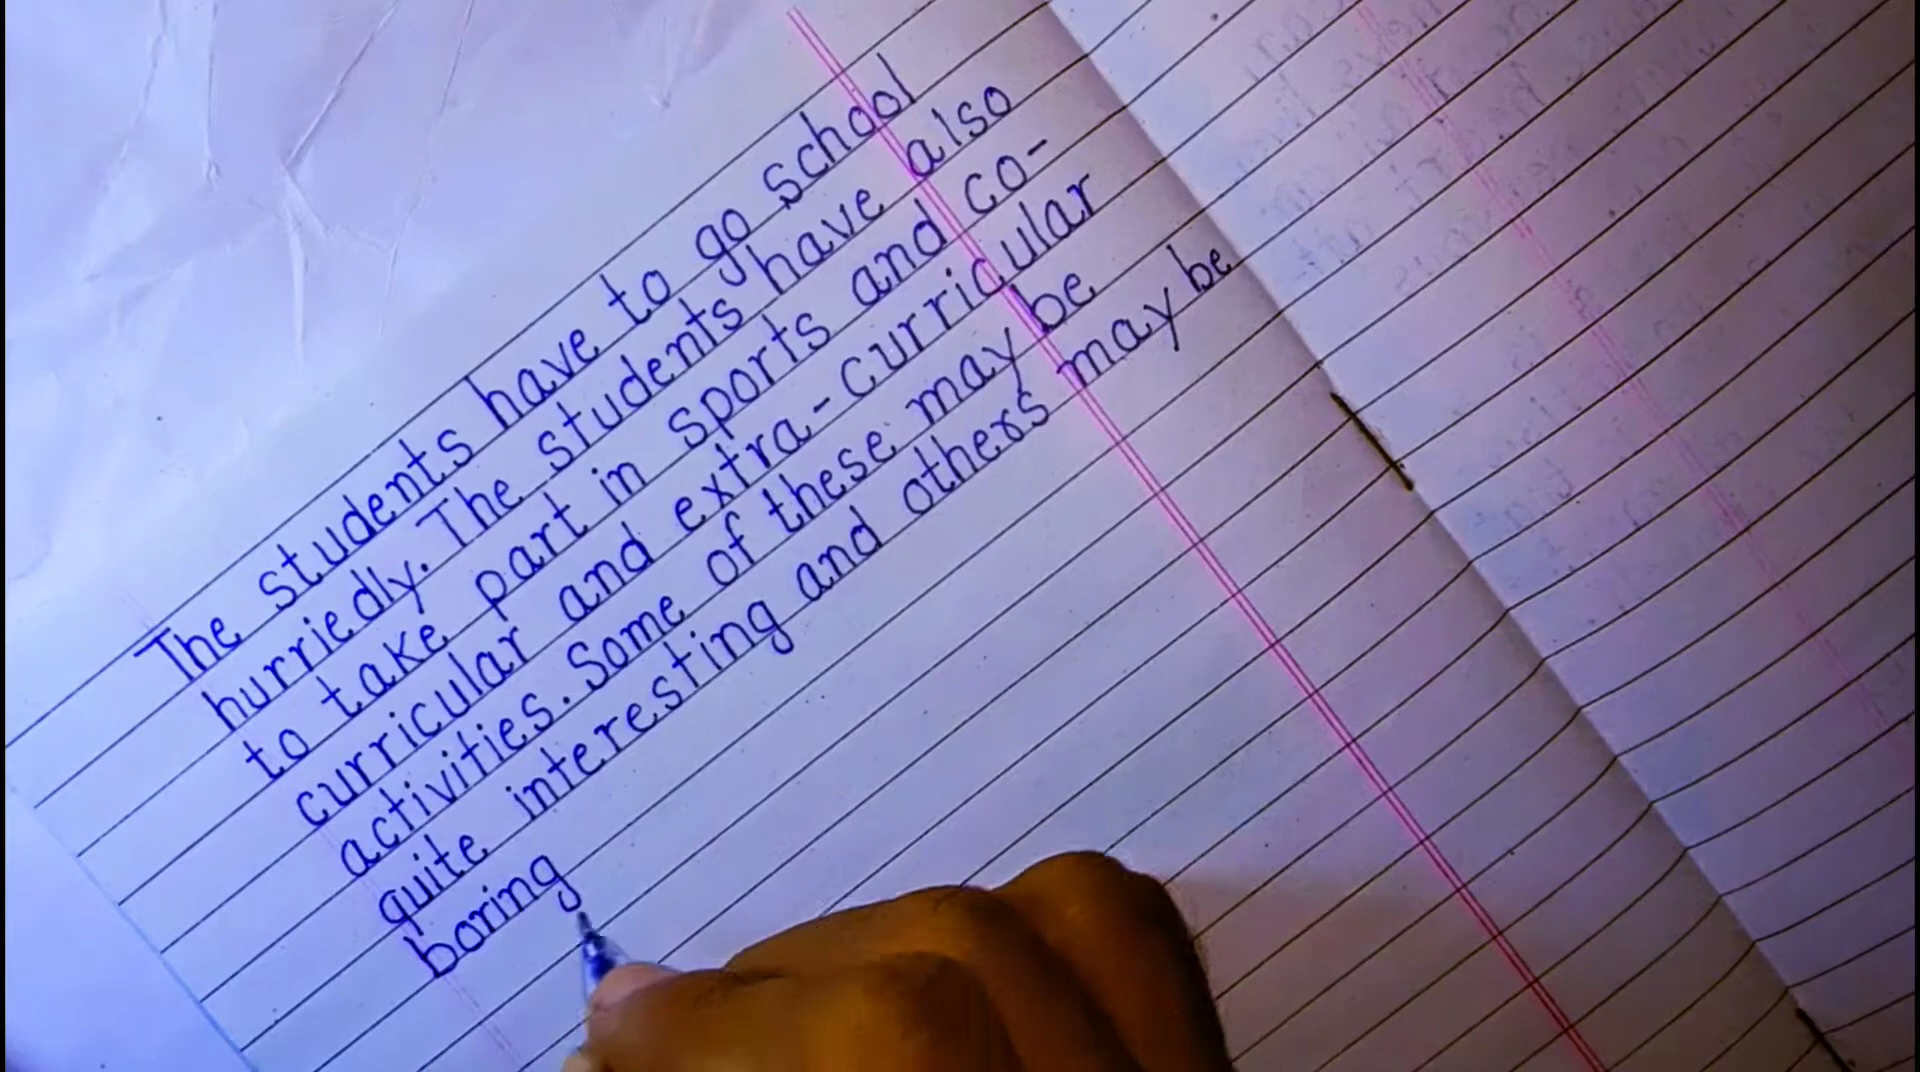 The students have to go school
hurriedly. The students have also
to take part in sports and co-
curricular and extra-curricular
activities. Some of these may be
quite interesting and others may be
boring